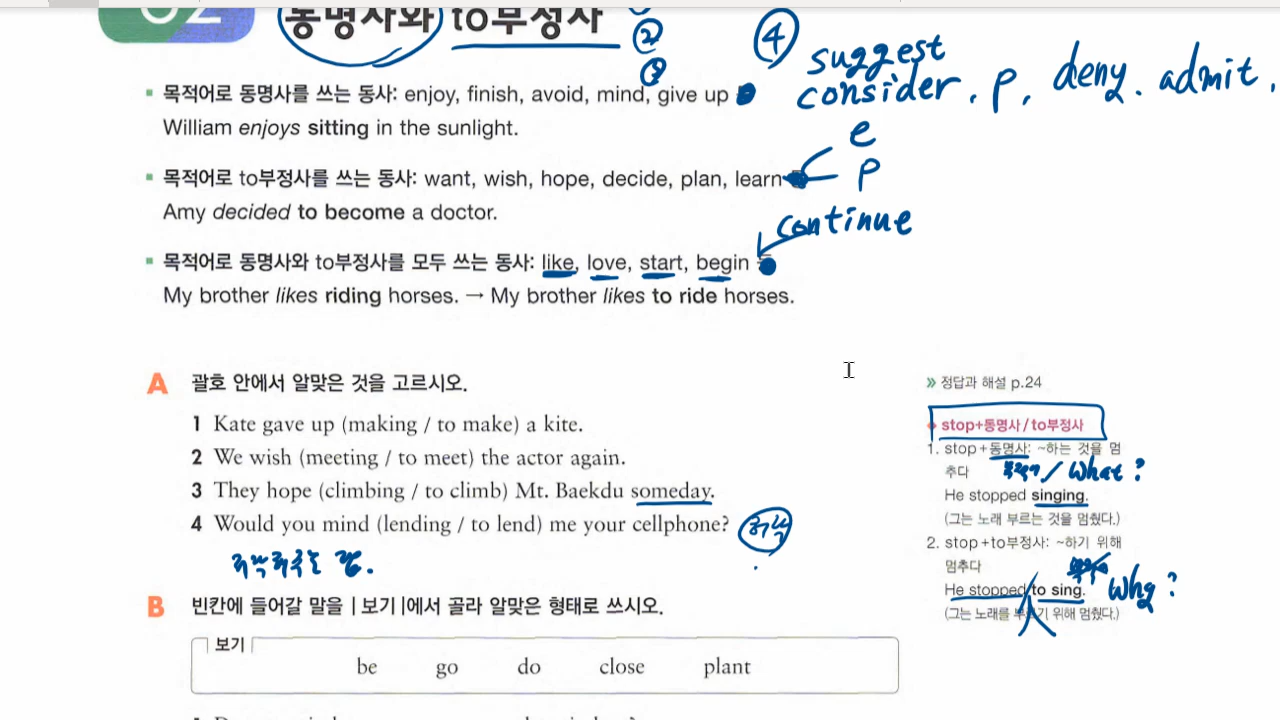 02 동명사와 to부정사
②
③
④ suggest
consider, p, deny, admit,
▪ 목적어로 동명사를 쓰는 동사: enjoy, finish, avoid, mind, give up
William enjoys sitting in the sunlight.
e
p
▪ 목적어로 to부정사를 쓰는 동사: want, wish, hope, decide, plan, learn
Amy decided to become a doctor.
continue
▪ 목적어로 동명사와 to부정사를 모두 쓰는 동사: like, love, start, begin
My brother likes riding horses. → My brother likes to ride horses.
A 괄호 안에서 알맞은 것을 고르시오.
1 Kate gave up (making / to make) a kite.
2 We wish (meeting / to meet) the actor again.
3 They hope (climbing / to climb) Mt. Baekdu someday.
4 Would you mind (lending / to lend) me your cellphone?
B 빈칸에 들어갈 말을 |보기|에서 골라 알맞은 형태로 쓰시오.
보기
be go do close plant
» 정답과 해설 p.24
stop+동명사/to부정사
1. stop+동명사: ~하는 것을 멈
추다
/ What?
He stopped singing.
(그는 노래 부르는 것을 멈췄다.)
2. stop+to부정사: ~하기 위해
멈추다
He stopped to sing. Why?
(그는 노래를 부르기 위해 멈췄다.)